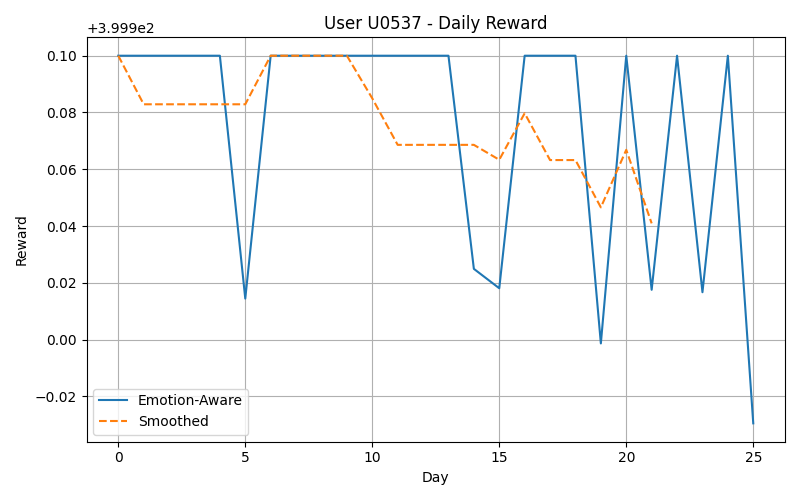 User U0537 - Daily Reward
+3.999e2
0.10
0.08
0.06
0.04
0.02
0.00
−0.02
Reward
Emotion-Aware
Smoothed
0 5 10 15 20 25
Day